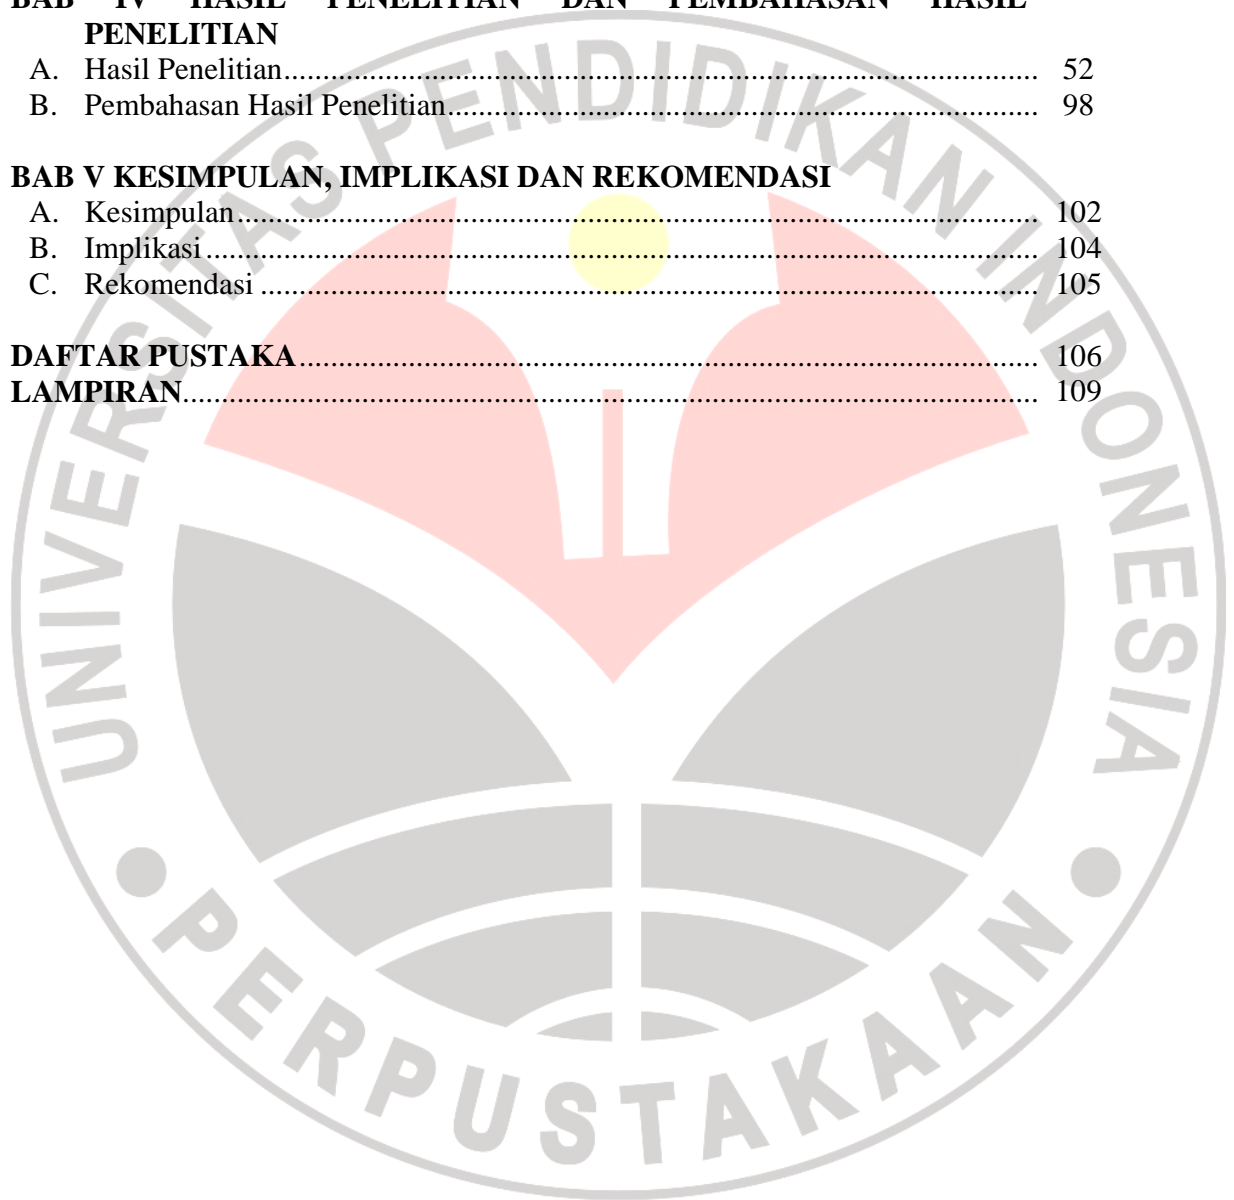 BAB IV HASIL PENELITIAN DAN PEMBAHASAN HASIL
PENELITIAN
A. Hasil Penelitian.......... 52
B. Pembahasan Hasil Penelitian.......... 98
BAB V KESIMPULAN, IMPLIKASI DAN REKOMENDASI
A. Kesimpulan.......... 102
B. Implikasi.......... 104
C. Rekomendasi.......... 105
DAFTAR PUSTAKA.......... 106
LAMPIRAN.......... 109
UNIVERSITAS PENDIDIKAN INDONESIA
PERPUSTAKAAN